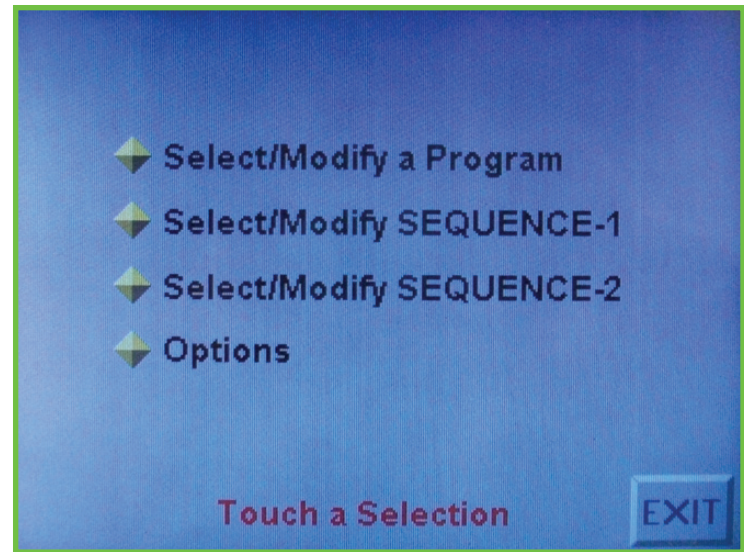 Select/Modify a Program
Select/Modify SEQUENCE-1
Select/Modify SEQUENCE-2
Options
Touch a Selection
EXIT